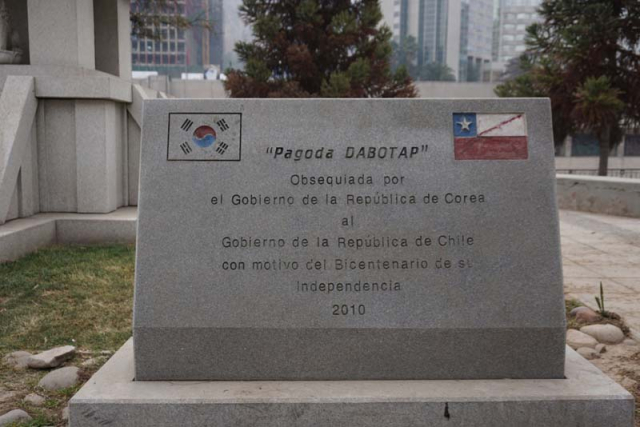 "Pagoda DABOTAP"
Obsequiada por
el Gobierno de la República de Corea
al
Gobierno de la República de Chile
con motivo del Bicentenario de su
Independencia
2010